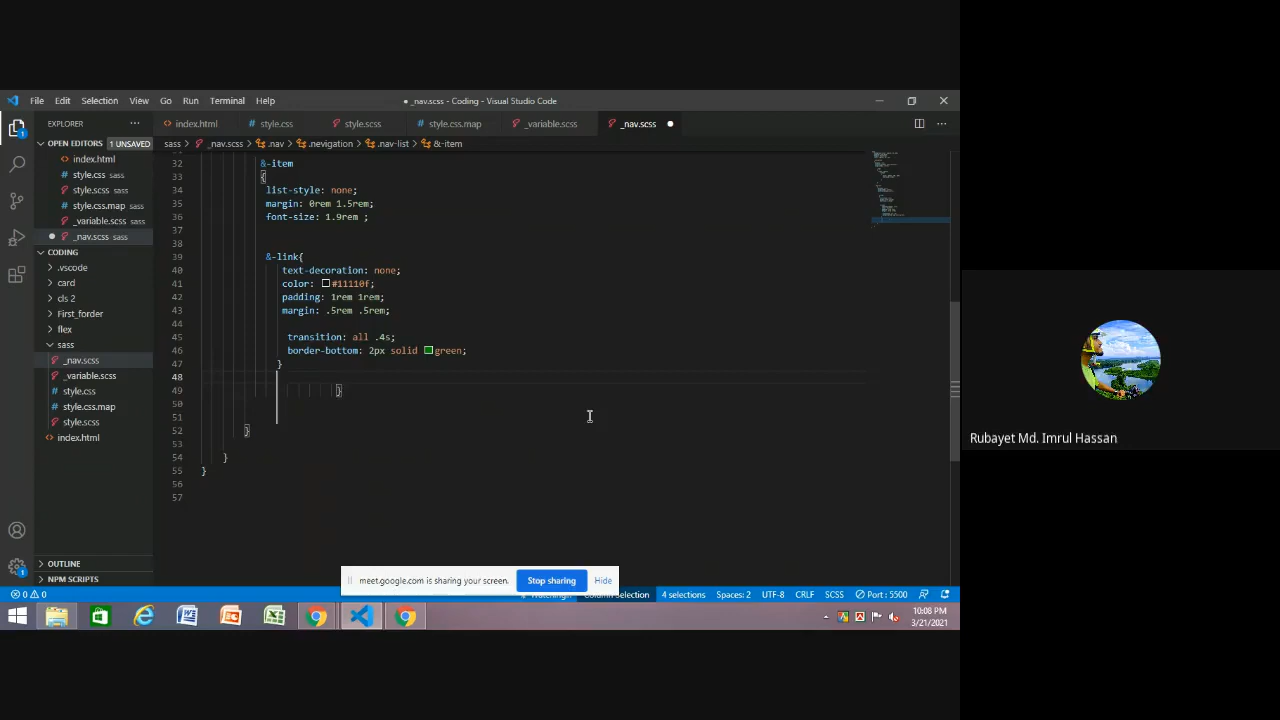 File Edit Selection View Go Run Terminal Help
● _nav.scss - Coding - Visual Studio Code
EXPLORER ···
index.html style.css style.scss style.css.map _variable.scss _nav.scss ●
OPEN EDITORS 1 UNSAVED
sass > _nav.scss > .nav > .nevigation > .nav-list > &-item
index.html
style.css sass
style.scss sass
style.css.map sass
_variable.scss sass
● _nav.scss sass
CODING
.vscode
card
cls 2
First_forder
flex
sass
_nav.scss
_variable.scss
style.css
style.css.map
style.scss
index.html
OUTLINE
NPM SCRIPTS
32 &-item
33 {
34 list-style: none;
35 margin: 0rem 1.5rem;
36 font-size: 1.9rem ;
37
38
39 &-link{
40 text-decoration: none;
41 color: #11110f;
42 padding: 1rem 1rem;
43 margin: .5rem .5rem;
44
45 transition: all .4s;
46 border-bottom: 2px solid green;
47 }
48
49 }
50
51
52 }
53
54 }
55 }
56
57
meet.google.com is sharing your screen. Stop sharing Hide
0 0 Column Selection 4 selections Spaces: 2 UTF-8 CRLF SCSS Port : 5500
10:08 PM
3/21/2021
Rubayet Md. Imrul Hassan